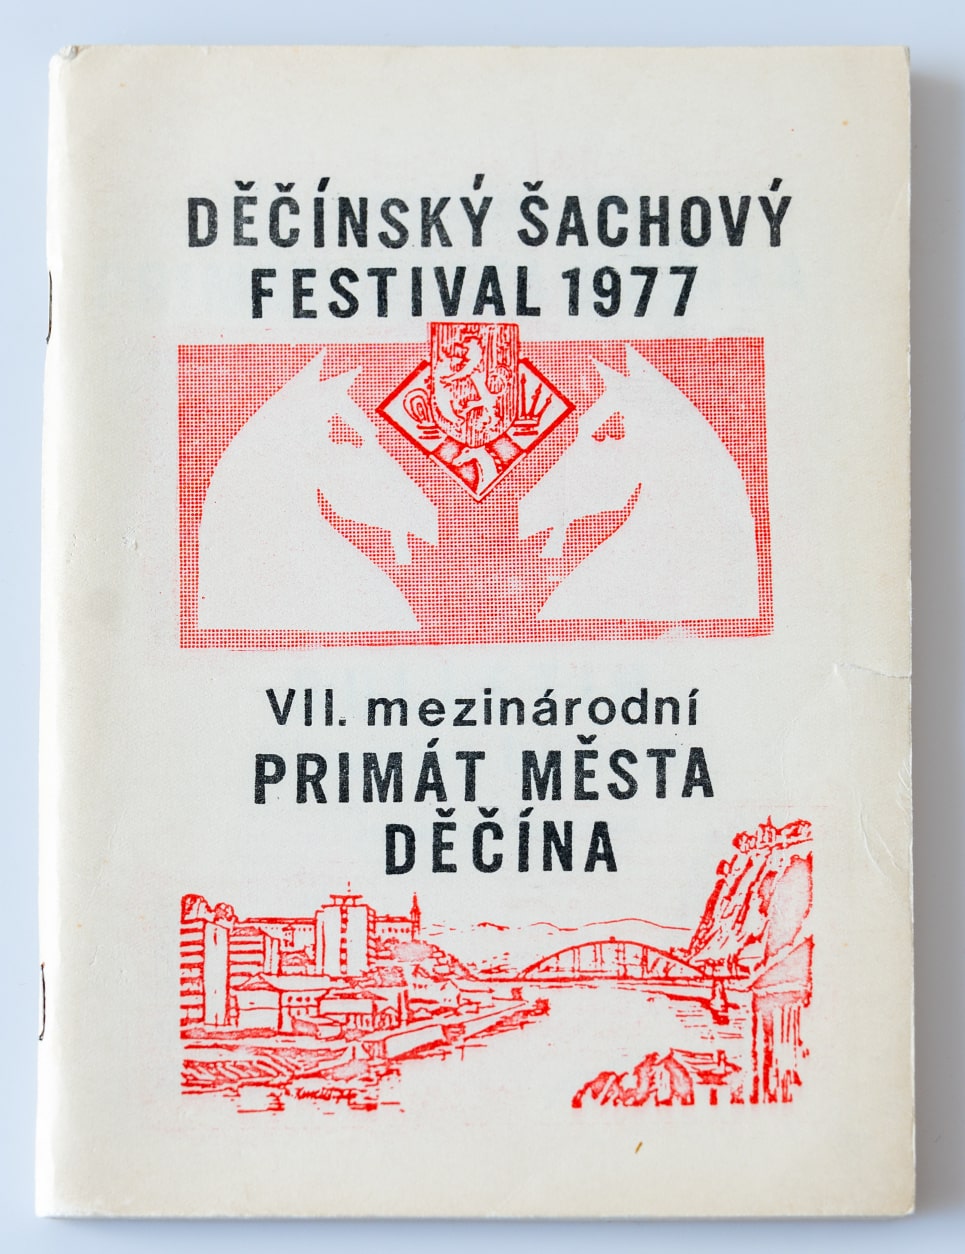 DĚČÍNSKÝ ŠACHOVÝ
FESTIVAL 1977
VII. mezinárodní
PRIMÁT MĚSTA
DĚČÍNA